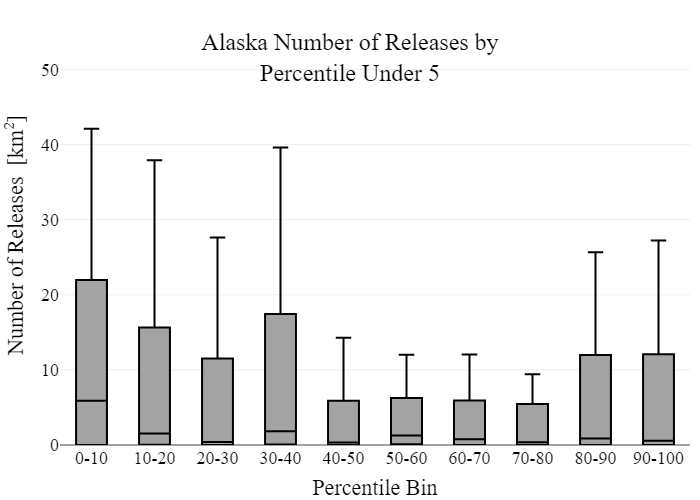 Alaska Number of Releases by
Percentile Under 5
Number of Releases [km²]
50
40
30
20
10
0
0-10 10-20 20-30 30-40 40-50 50-60 60-70 70-80 80-90 90-100
Percentile Bin